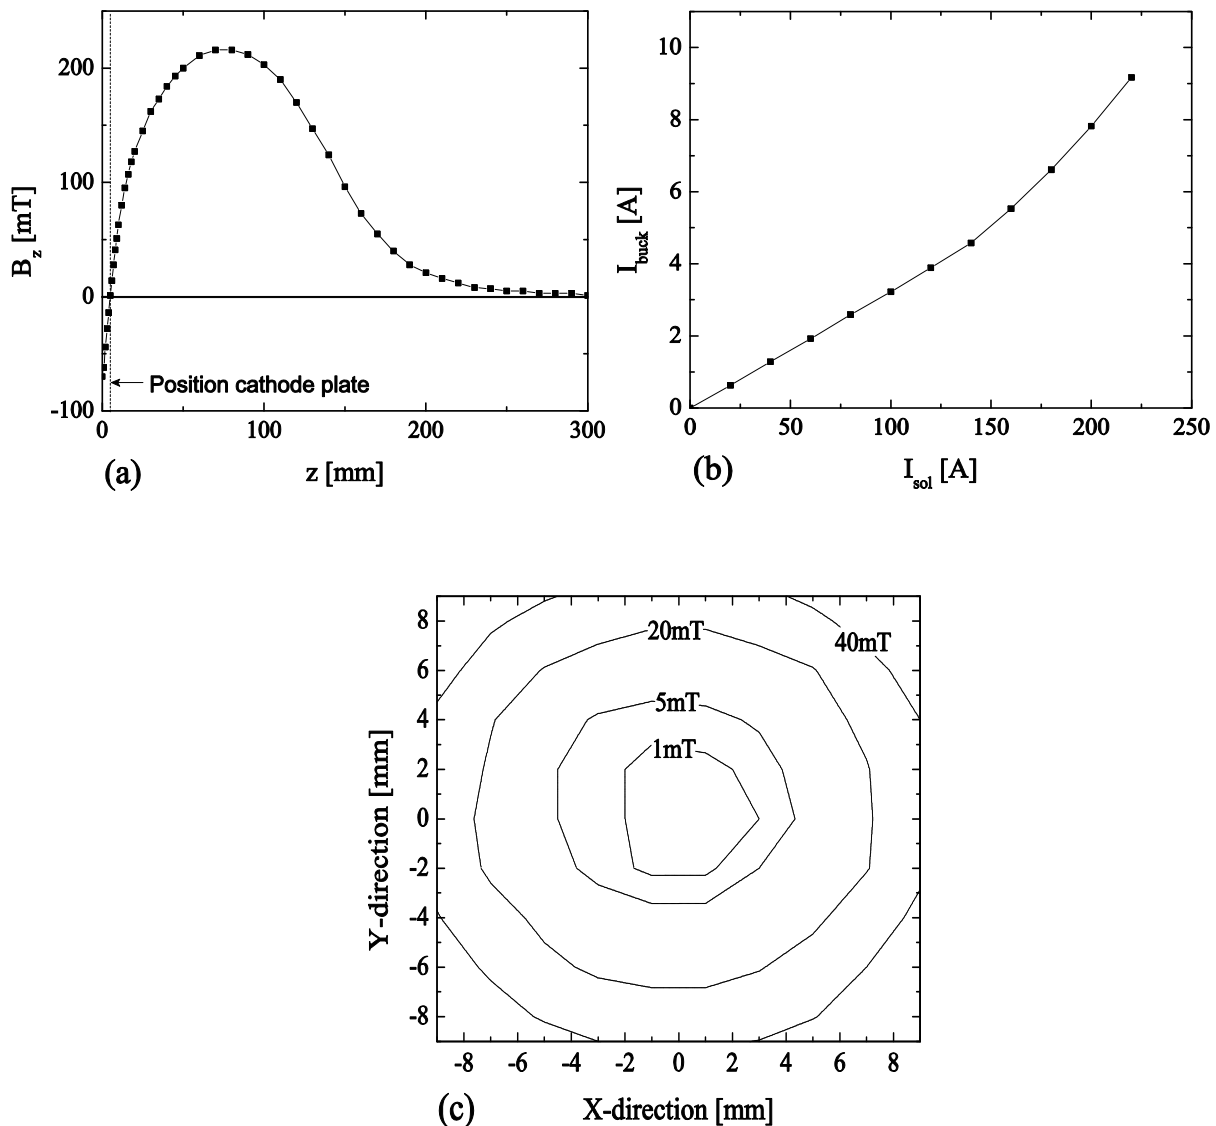 200
100
0
-100
B_z [mT]
Position cathode plate
0 100 200 300
(a) z [mm]
10
8
6
4
2
0
I_buck [A]
0 50 100 150 200 250
(b) I_sol [A]
8
6
4
2
0
-2
-4
-6
-8
Y-direction [mm]
20mT
40mT
5mT
1mT
-8 -6 -4 -2 0 2 4 6 8
(c) X-direction [mm]